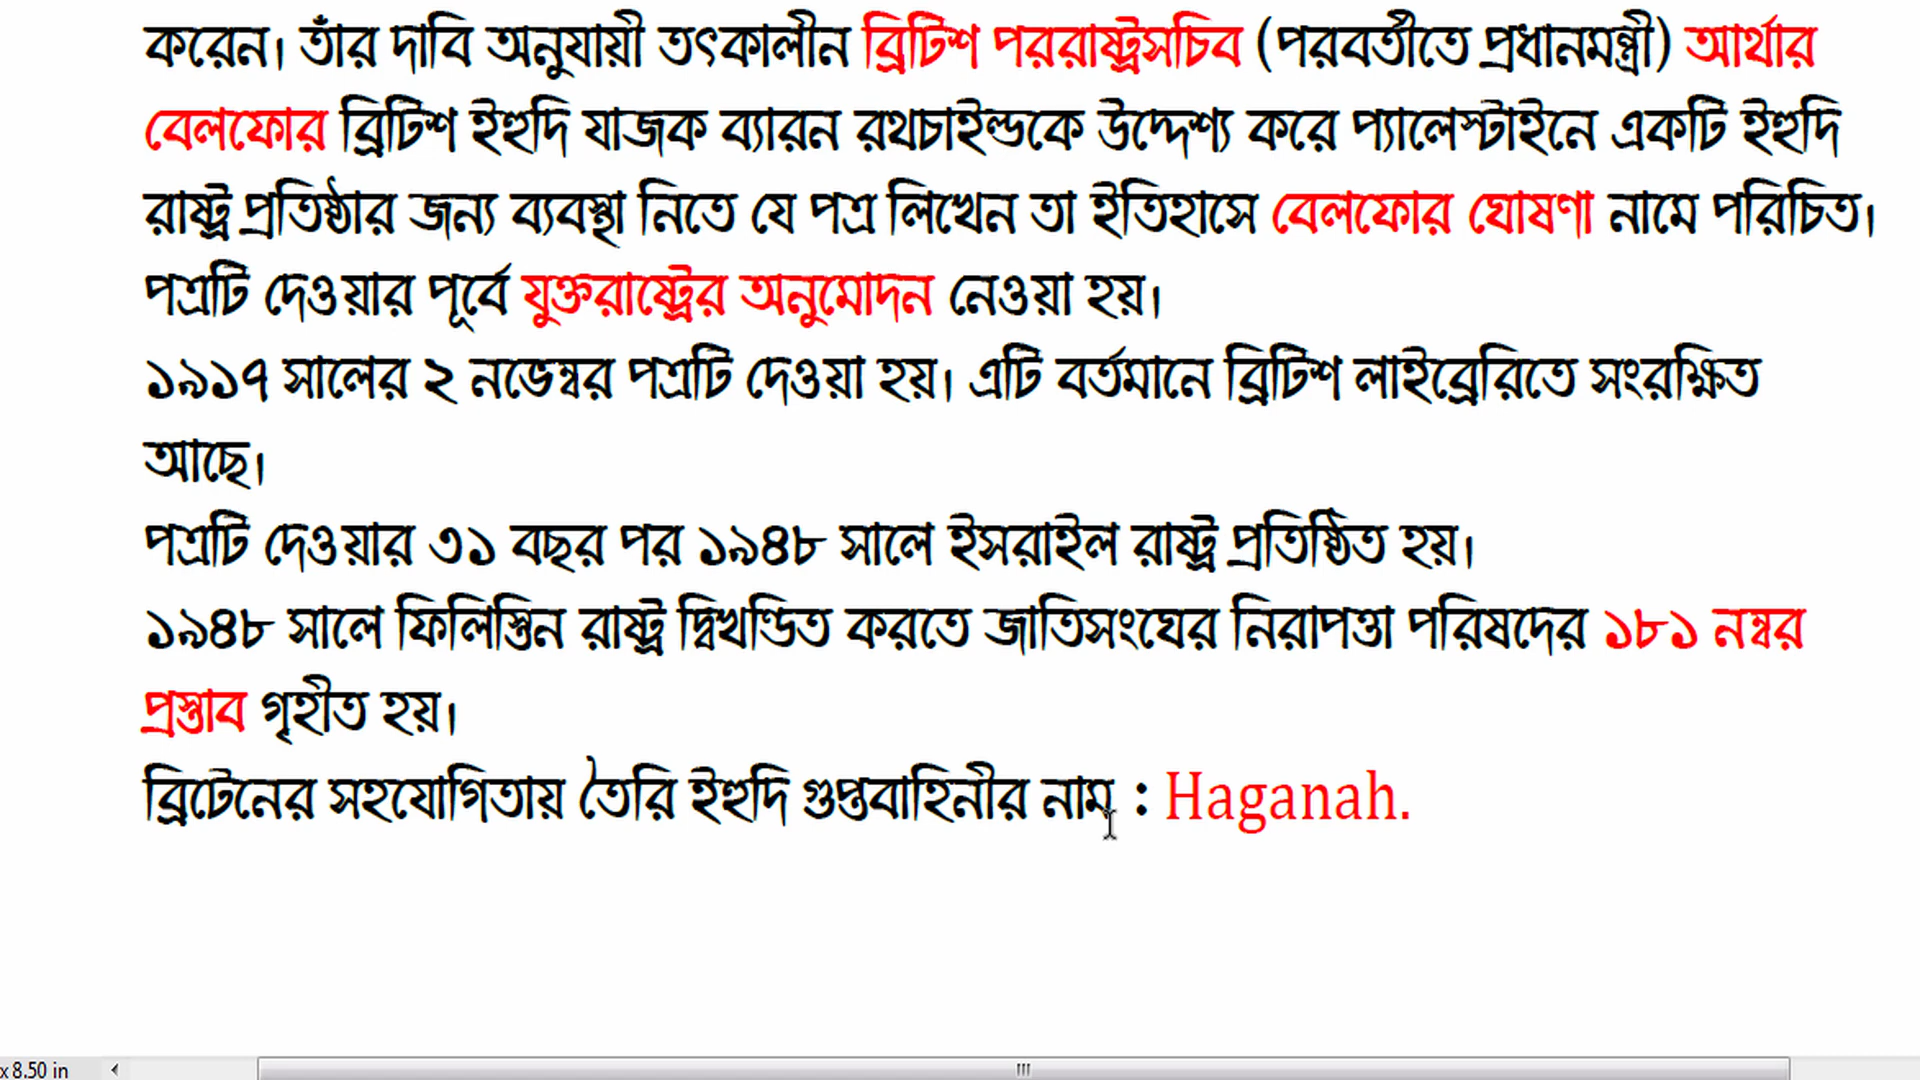 করেন। তাঁর দাবি অনুযায়ী তৎকালীন ব্রিটিশ পররাষ্ট্রসচিব (পরবর্তীতে প্রধানমন্ত্রী) আর্থার
বেলফোর ব্রিটিশ ইহুদি যাজক ব্যারন রথচাইল্ডকে উদ্দেশ্য করে প্যালেস্টাইনে একটি ইহুদি
রাষ্ট্র প্রতিষ্ঠার জন্য ব্যবস্থা নিতে যে পত্র লিখেন তা ইতিহাসে বেলফোর ঘোষণা নামে পরিচিত।
পত্রটি দেওয়ার পূর্বে যুক্তরাষ্ট্রের অনুমোদন নেওয়া হয়।
১৯১৭ সালের ২ নভেম্বর পত্রটি দেওয়া হয়। এটি বর্তমানে ব্রিটিশ লাইব্রেরিতে সংরক্ষিত
আছে।
পত্রটি দেওয়ার ৩১ বছর পর ১৯৪৮ সালে ইসরাইল রাষ্ট্র প্রতিষ্ঠিত হয়।
১৯৪৮ সালে ফিলিস্তিন রাষ্ট্র দ্বিখণ্ডিত করতে জাতিসংঘের নিরাপত্তা পরিষদের ১৮১ নম্বর
প্রস্তাব গৃহীত হয়।
ব্রিটেনের সহযোগিতায় তৈরি ইহুদি গুপ্তবাহিনীর নাম : Haganah.
x 8.50 in